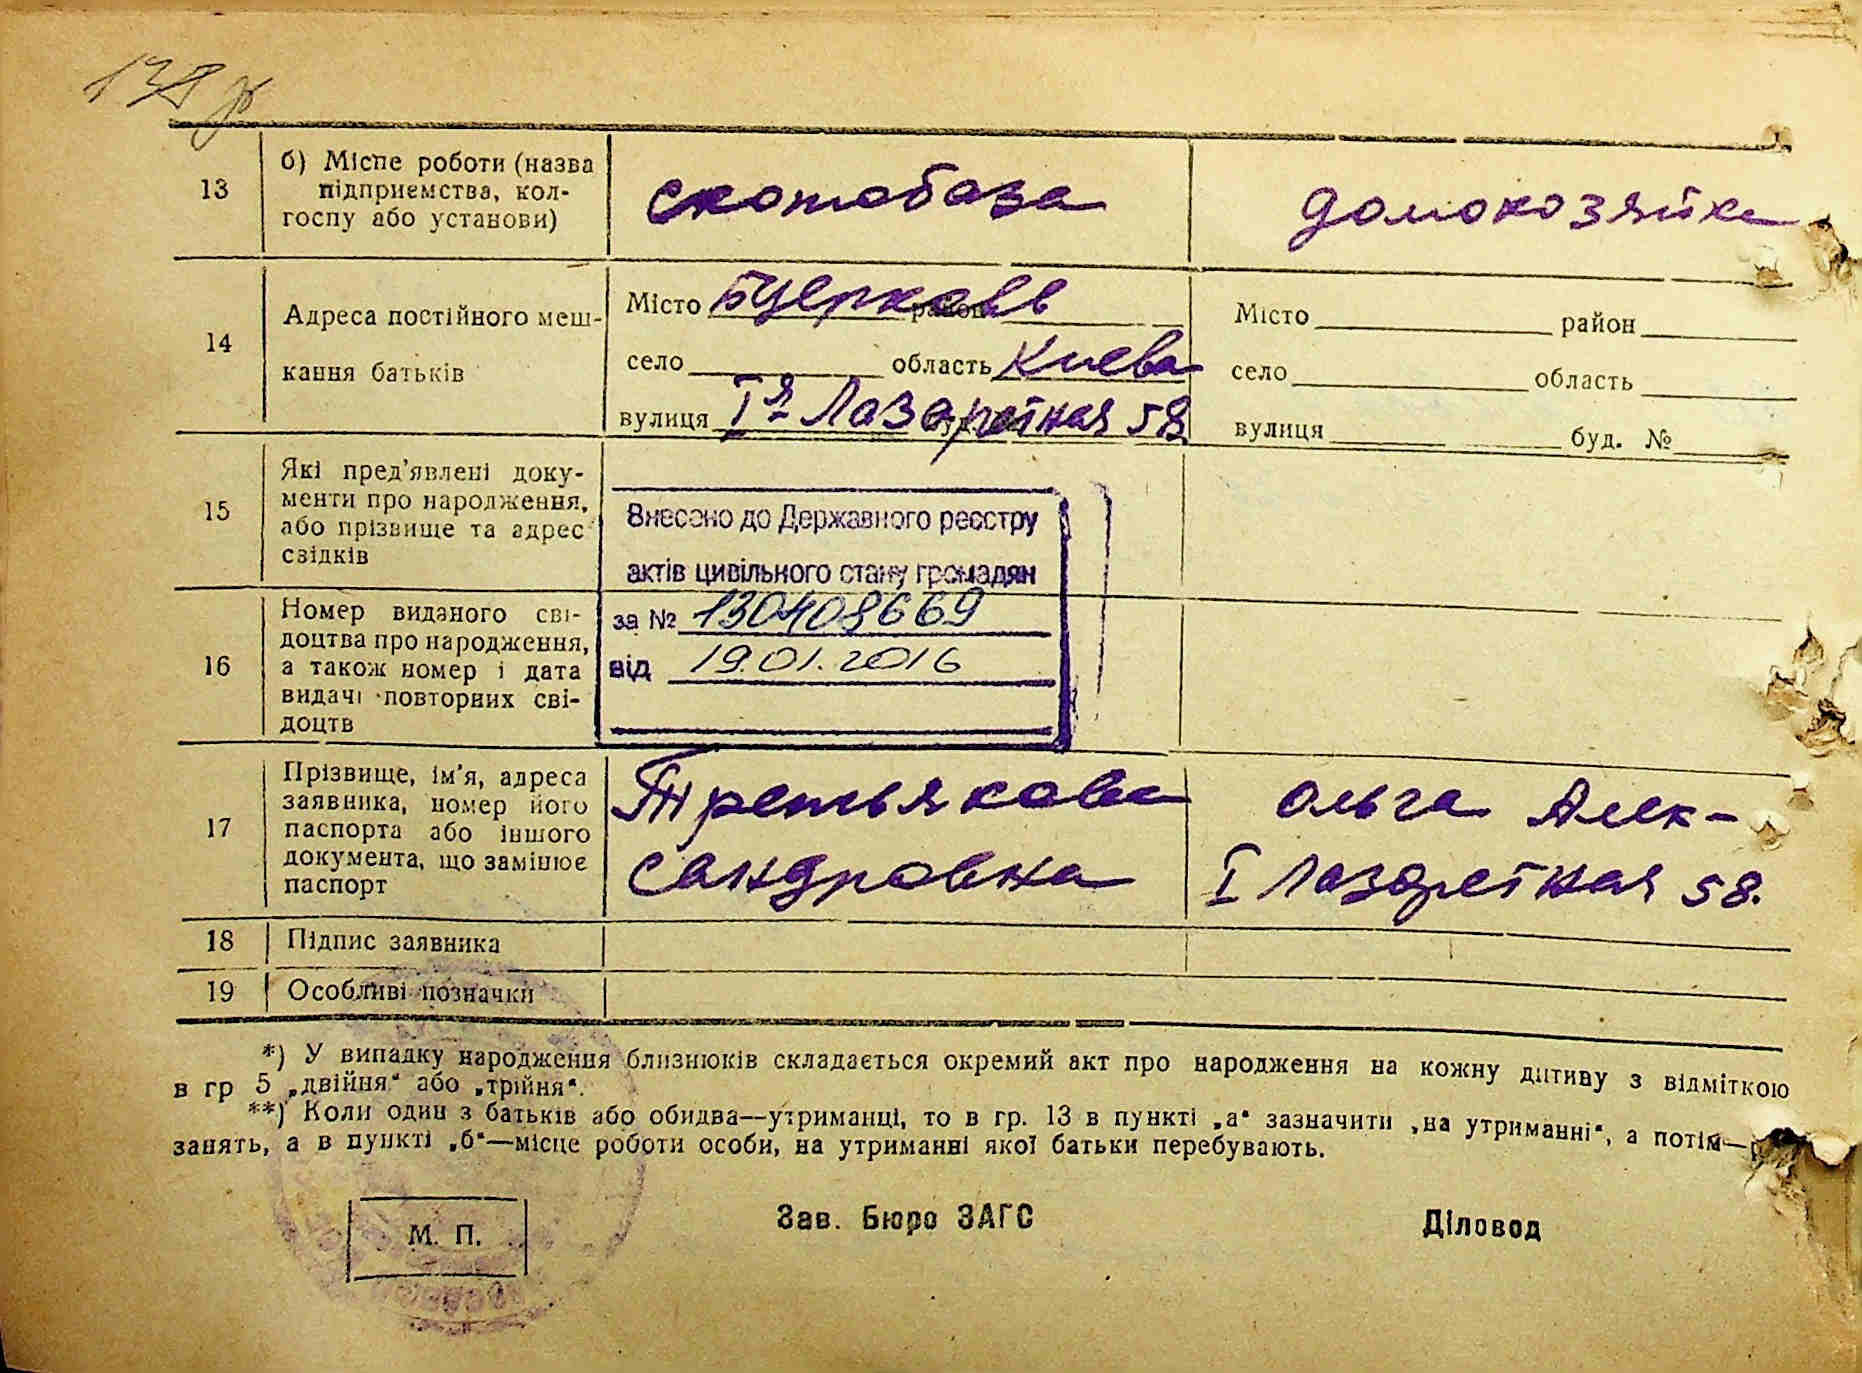 138
13
б) Місце роботи (назва
підприємства, кол-
госпу або установи)
скотобаза
домохозяйка
14
Адреса постійного меш-
кання батьків
Місто Бцерковь район
село область Киева
вулиця Iя Лазаретная 58
Місто район
село область
вулиця буд. №
15
Які пред'явлені доку-
менти про народження,
або прізвище та адрес
свідків
Внесено до Державного реєстру
актів цивільного стану громадян
за № 130408669
від 19.01.2016
16
Номер виданого сві-
доцтва про народження,
а також номер і дата
видачі повторних сві-
доцтв
17
Прізвище, ім'я, адреса
заявника, номер його
паспорта або іншого
документа, що замінює
паспорт
Третьякова Ольга Алек-
сандровна I Лазаретная 58.
18 Підпис заявника
19 Особливі позначки
*) У випадку народження близнюків складається окремий акт про народження на кожну дитину з відміткою
в гр 5 „двійня“ або „трійня“.
**) Коли один з батьків або обидва—утриманці, то в гр. 13 в пункті „а“ зазначити „на утриманні“, а потім—
занять, а в пункті „б“—місце роботи особи, на утриманні якої батьки перебувають.
М. П.
Зав. Бюро ЗАГС
Діловод